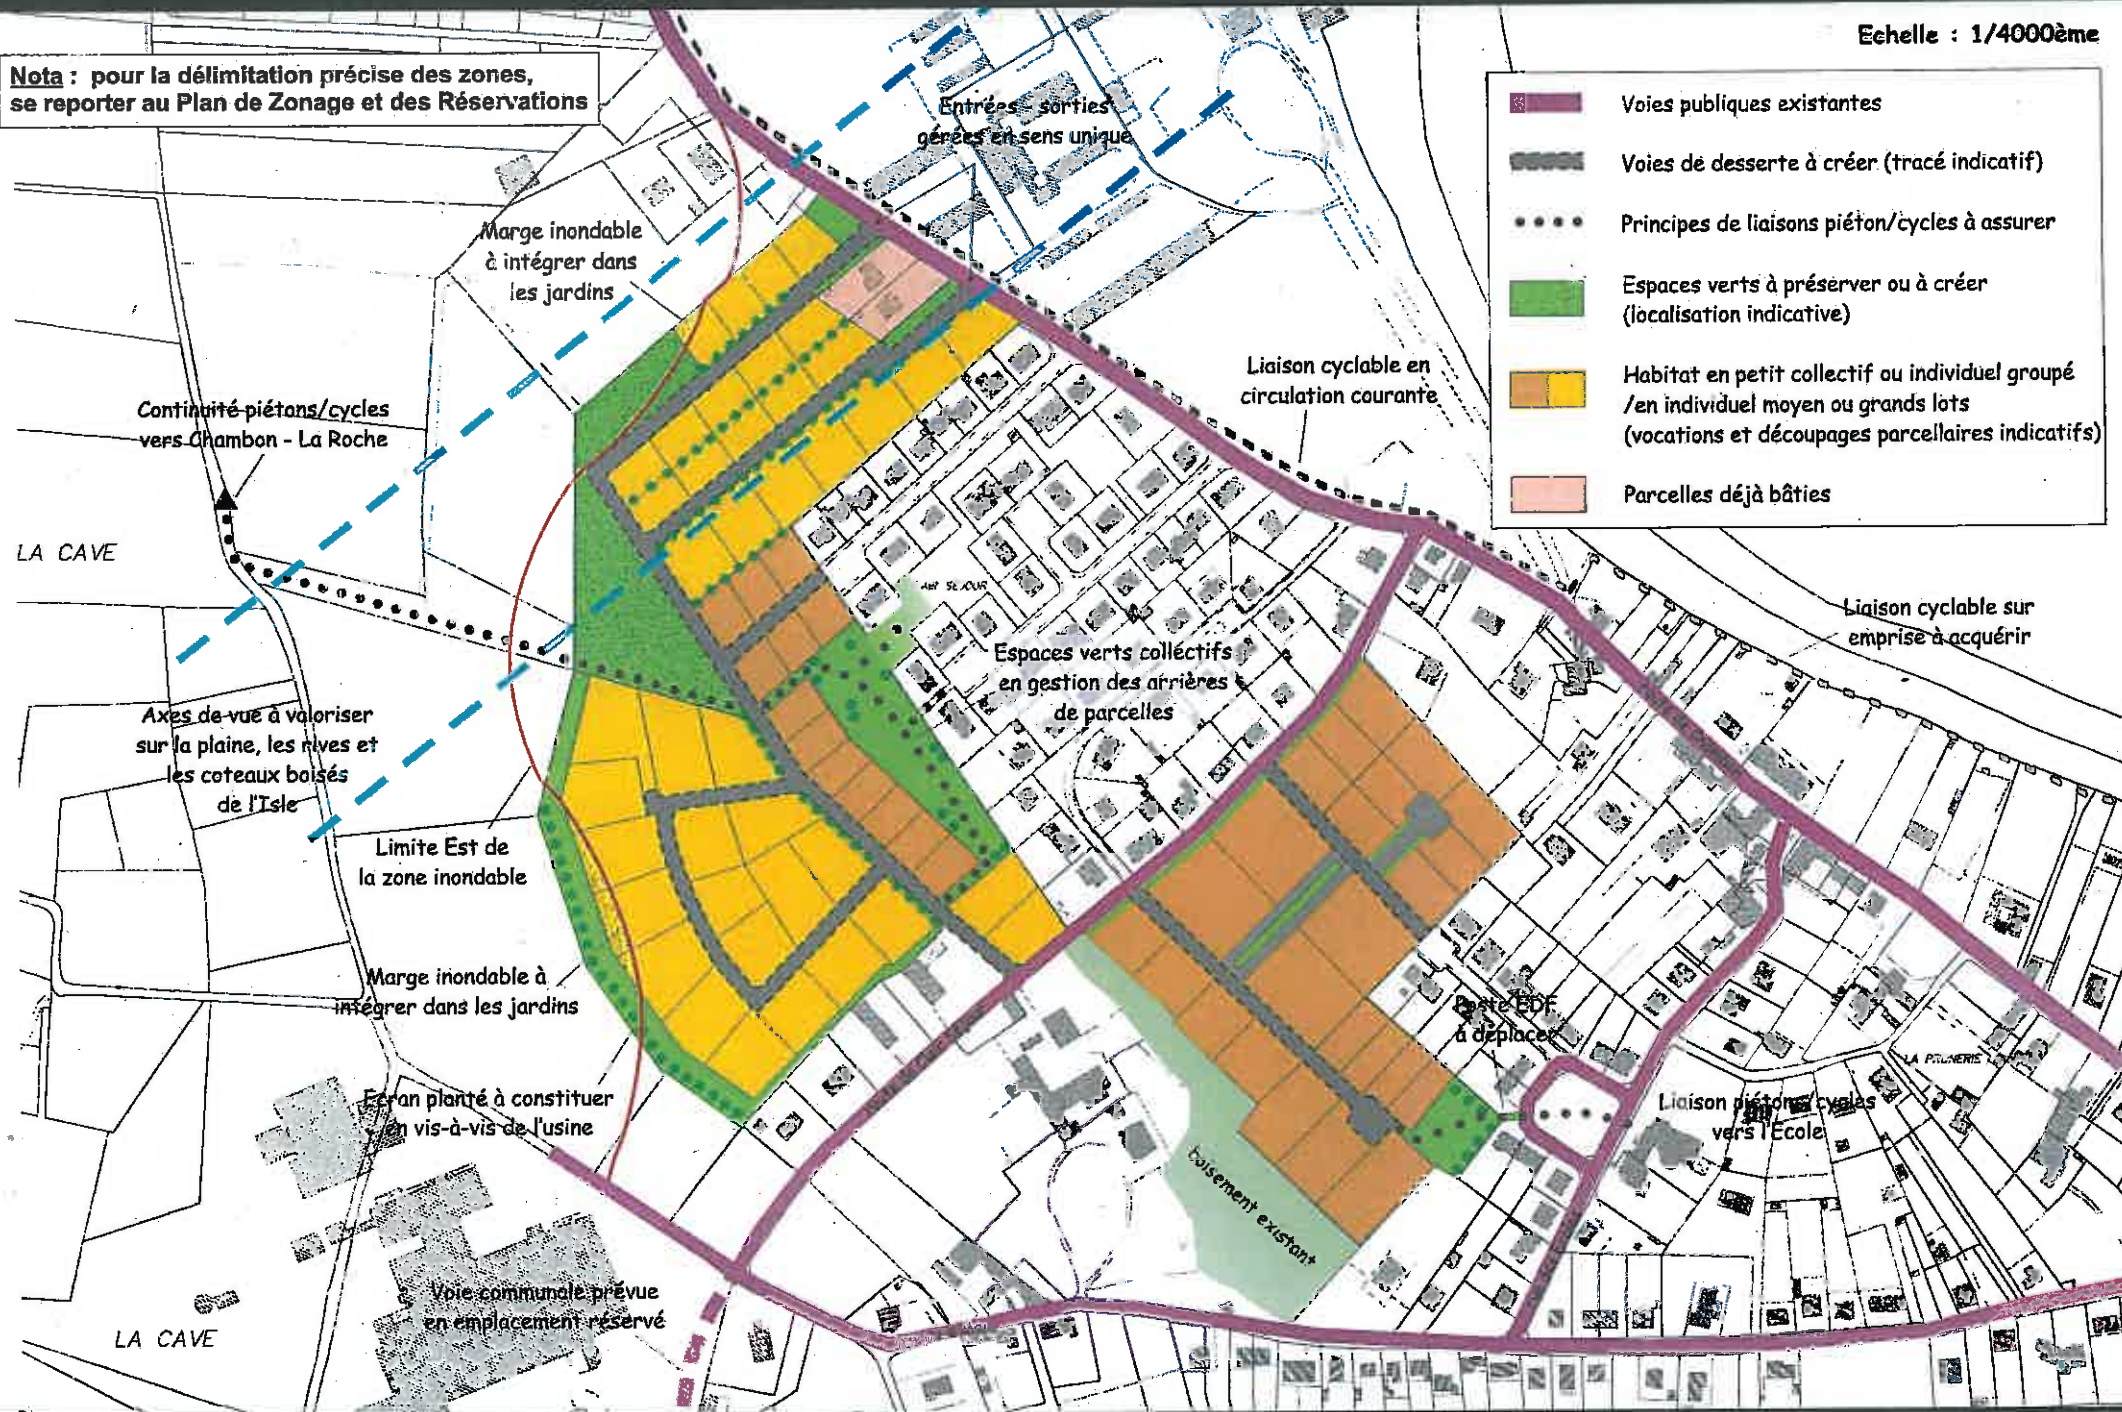 Echelle : 1/4000ème
Nota : pour la délimitation précise des zones,
se reporter au Plan de Zonage et des Réservations
Voies publiques existantes
Voies de desserte à créer (tracé indicatif)
Principes de liaisons piéton/cycles à assurer
Espaces verts à préserver ou à créer
(localisation indicative)
Habitat en petit collectif ou individuel groupé
/en individuel moyen ou grands lots
(vocations et découpages parcellaires indicatifs)
Parcelles déjà bâties
Entrées - sorties
gérées en sens unique
Marge inondable
à intégrer dans
les jardins
Liaison cyclable en
circulation courante
Continuité piétons/cycles
vers Chambon - La Roche
LA CAVE
Liaison cyclable sur
emprise à acquérir
Espaces verts colléctifs
en gestion des arrières
de parcelles
Axes de vue à valoriser
sur la plaine, les rives et
les coteaux boisés
de l'Isle
Limite Est de
la zone inondable
Marge inondable à
intégrer dans les jardins
Poste EDF
à déplacer
LA PRUNERIE
Ecran planté à constituer
en vis-à-vis de l'usine
Liaison piétons/cycles
vers l'Ecole
boisement existant
Voie communale prévue
en emplacement réservé
LA CAVE